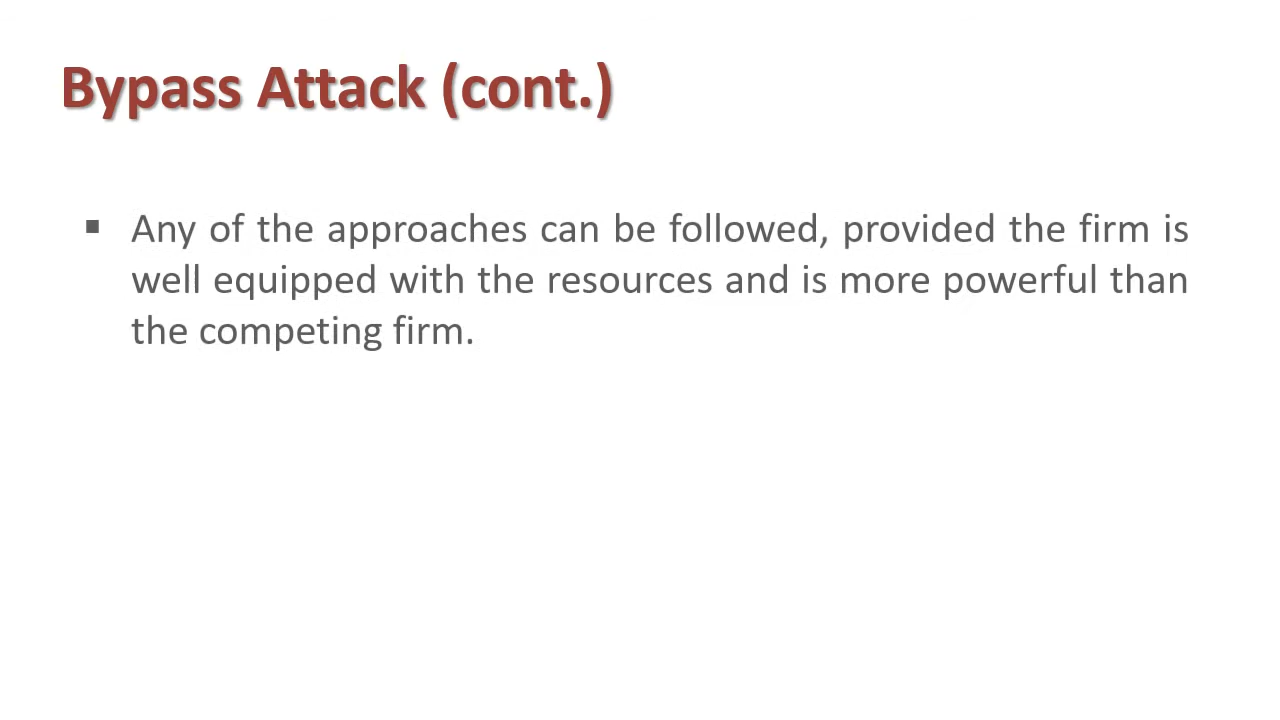 Bypass Attack (cont.)
▪ Any of the approaches can be followed, provided the firm is
well equipped with the resources and is more powerful than
the competing firm.